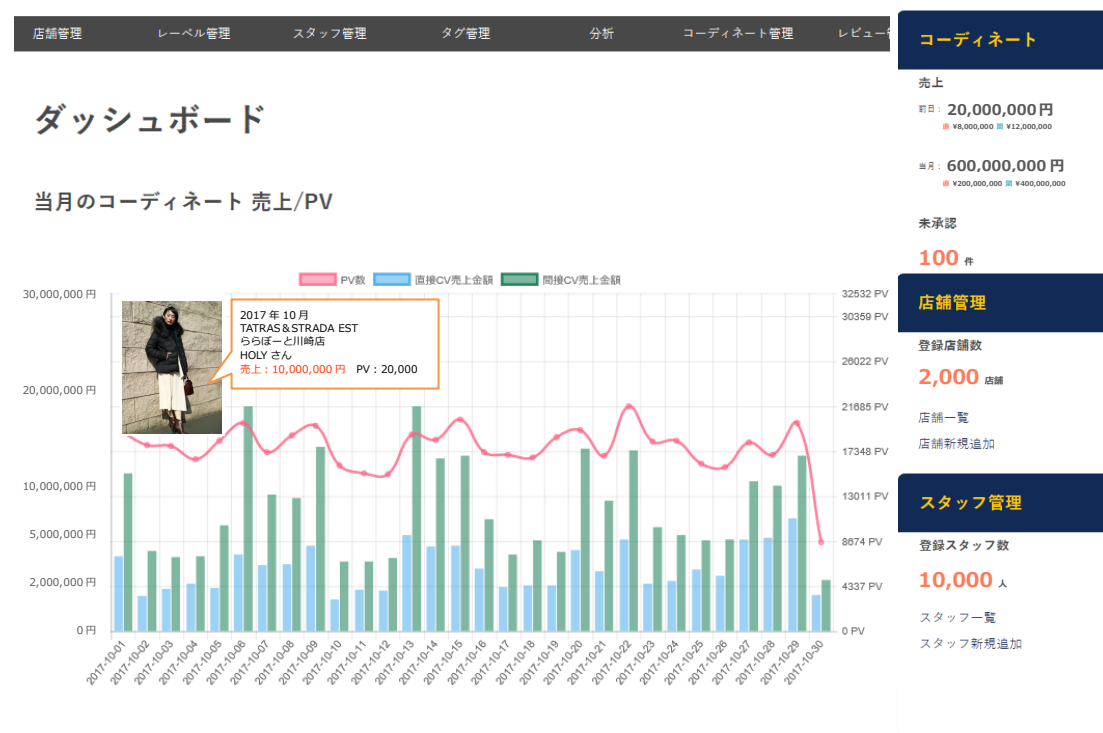 店舗管理 レーベル管理 スタッフ管理 タグ管理 分析 コーディネート管理 レビュー
ダッシュボード
当月のコーディネート 売上/PV
PV数 直接CV売上金額 間接CV売上金額
30,000,000 円
20,000,000 円
10,000,000 円
5,000,000 円
2,000,000 円
0 円
2017 年 10 月
TATRAS＆STRADA EST
ららぽーと川崎店
HOLY さん
売上：10,000,000 円 PV：20,000
32532 PV
30359 PV
26022 PV
21685 PV
17348 PV
13011 PV
8674 PV
4337 PV
0 PV
2017-10-01
2017-10-02
2017-10-03
2017-10-04
2017-10-05
2017-10-06
2017-10-07
2017-10-08
2017-10-09
2017-10-10
2017-10-11
2017-10-12
2017-10-13
2017-10-14
2017-10-15
2017-10-16
2017-10-17
2017-10-18
2017-10-19
2017-10-20
2017-10-21
2017-10-22
2017-10-23
2017-10-24
2017-10-25
2017-10-26
2017-10-27
2017-10-28
2017-10-29
2017-10-30
コーディネート
売上
前日： 20,000,000 円
直 ¥8,000,000 間 ¥12,000,000
当月： 600,000,000 円
直 ¥200,000,000 間 ¥400,000,000
未承認
100 件
店舗管理
登録店舗数
2,000 店舗
店舗一覧
店舗新規追加
スタッフ管理
登録スタッフ数
10,000 人
スタッフ一覧
スタッフ新規追加